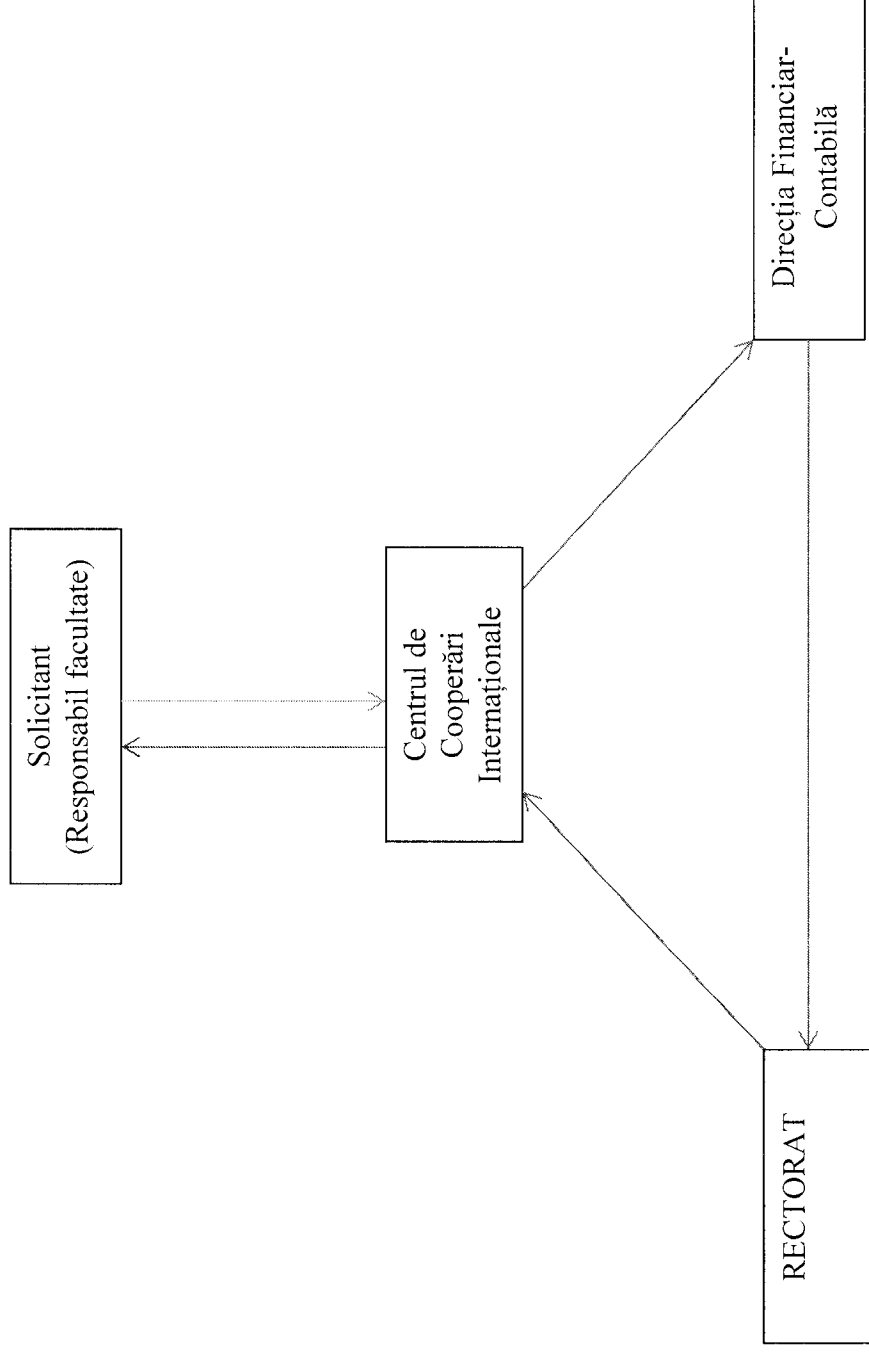 Solicitant
(Responsabil facultate)
Centrul de
Cooperări
Internaționale
Direcția Financiar-
Contabilă
RECTORAT